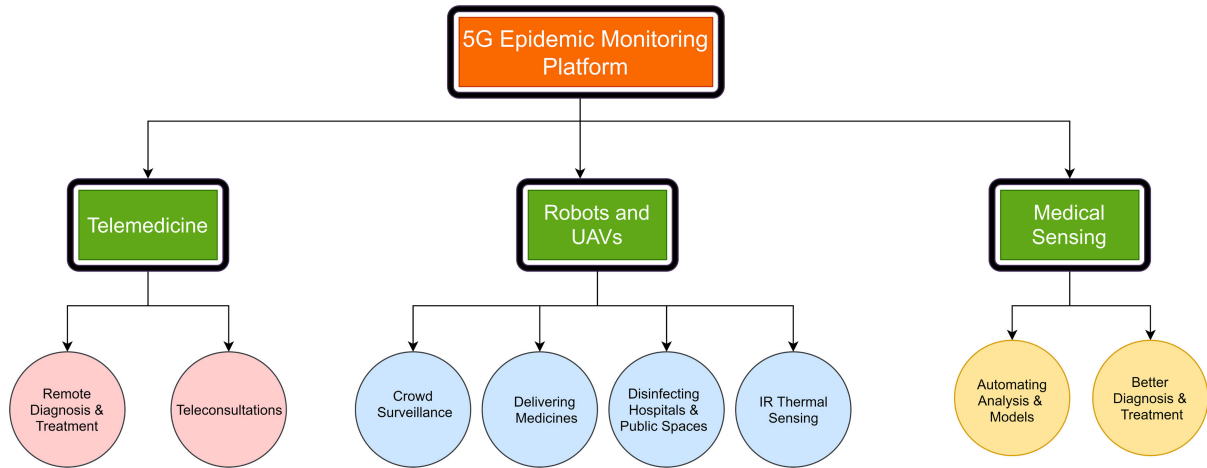 5G Epidemic Monitoring
Platform
Telemedicine
Robots and
UAVs
Medical
Sensing
Remote
Diagnosis &
Treatment
Teleconsultations
Crowd
Surveillance
Delivering
Medicines
Disinfecting
Hospitals &
Public Spaces
IR Thermal
Sensing
Automating
Analysis &
Models
Better
Diagnosis &
Treatment